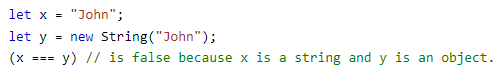 let x = "John";
let y = new String("John");
(x === y) // is false because x is a string and y is an object.